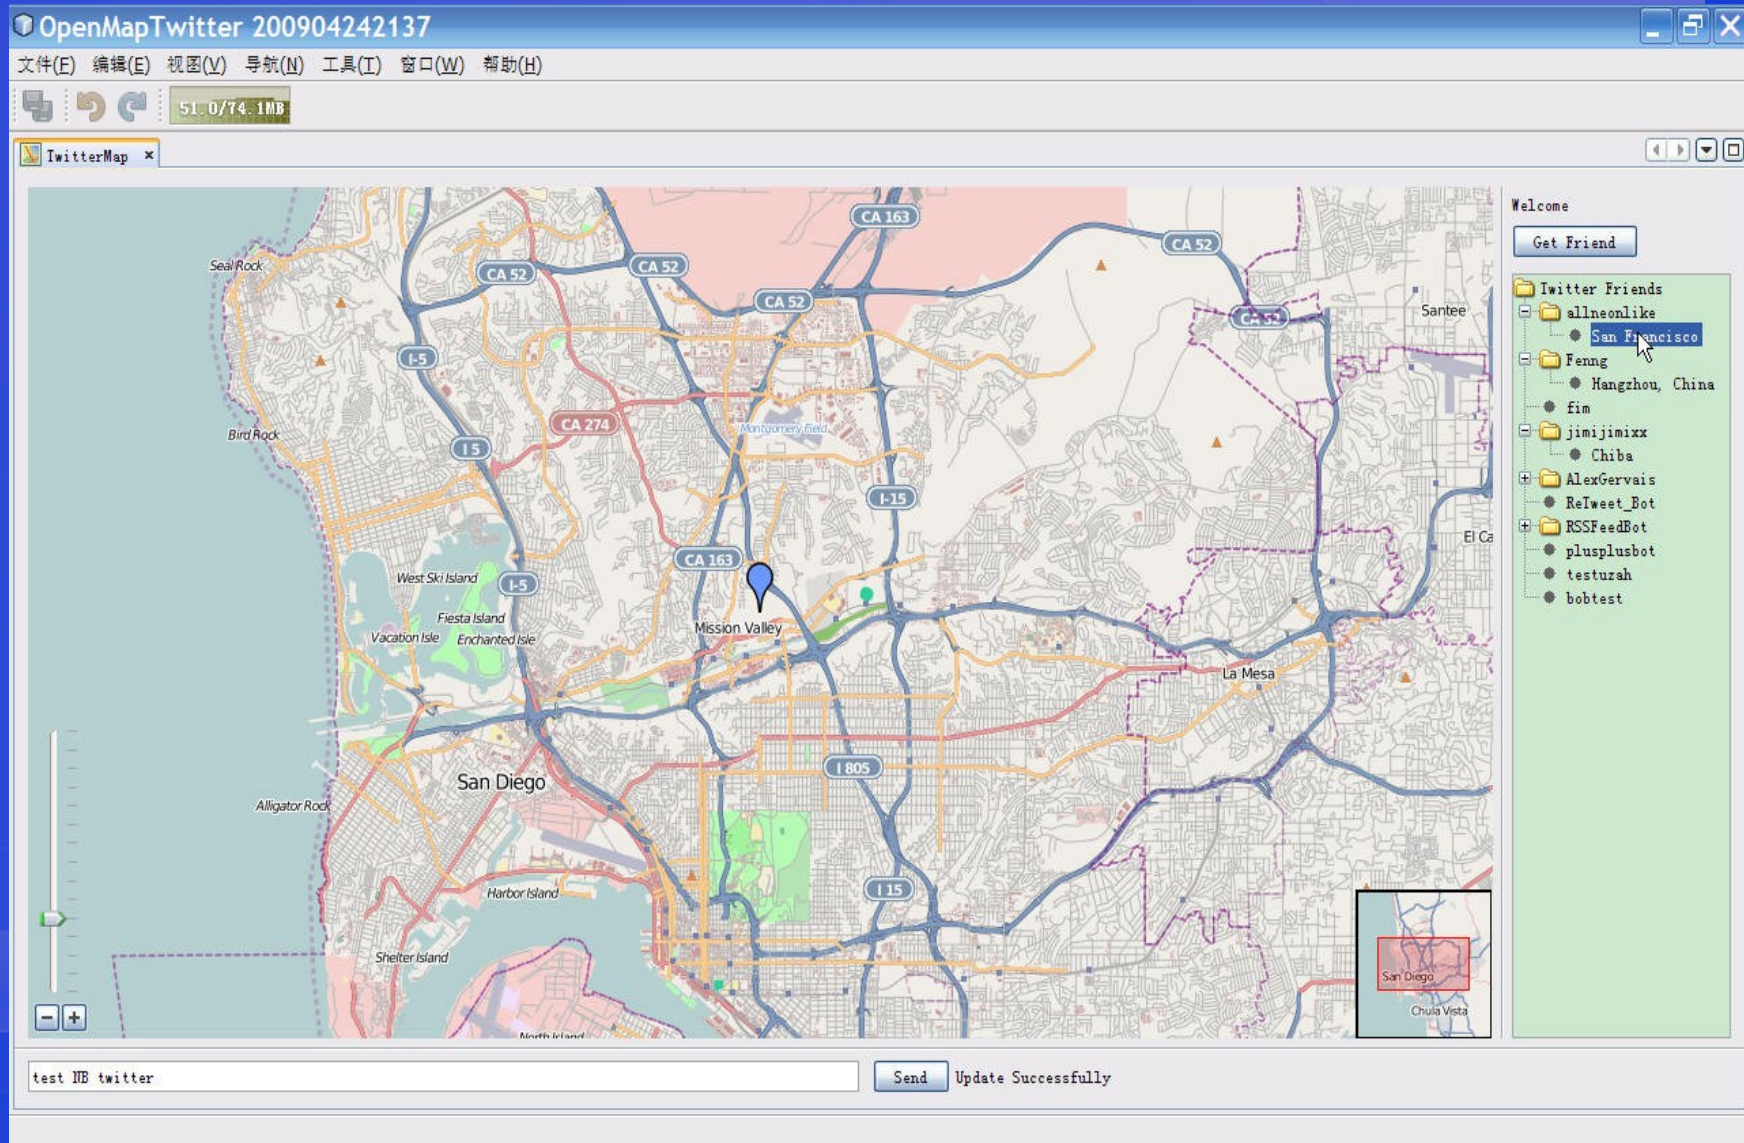 OpenMapTwitter 200904242137
文件(F) 编辑(E) 视图(V) 导航(N) 工具(T) 窗口(W) 帮助(H)
51.0/74.1MB
TwitterMap
CA 163
CA 52
CA 52
CA 52
CA 52
CA 52
Seal Rock
Santee
I-5
CA 274
Montgomery Field
Bird Rock
I 5
I-15
El Ca
CA 163
West Ski Island
I-5
Fiesta Island
Mission Valley
Vacation Isle
Enchanted Isle
La Mesa
San Diego
I 805
Alligator Rock
I 15
Harbor Island
Shelter Island
North Island
San Diego
Chula Vista
Welcome
Get Friend
Twitter Friends
allneonlike
San Francisco
Fenng
Hangzhou, China
fim
jimijimixx
Chiba
AlexGervais
ReTweet_Bot
RSSFeedBot
plusplusbot
testuzah
bobtest
test NB twitter
Send
Update Successfully